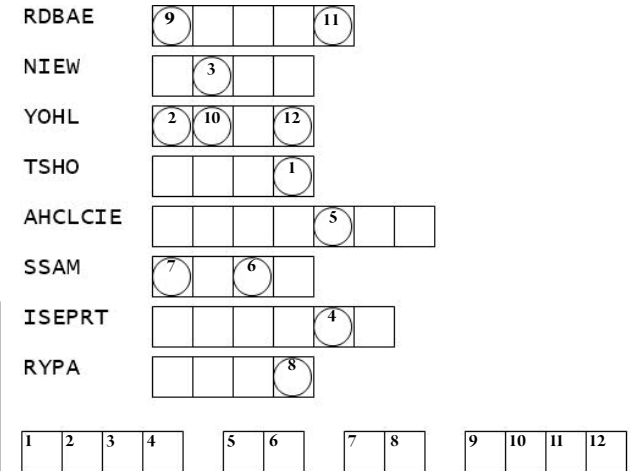 RDBAE 9 11
NIEW 3
YOHL 2 10 12
TSHO 1
AHCLCIE 5
SSAM 7 6
ISEPRT 4
RYPA 8
1 2 3 4 5 6 7 8 9 10 11 12